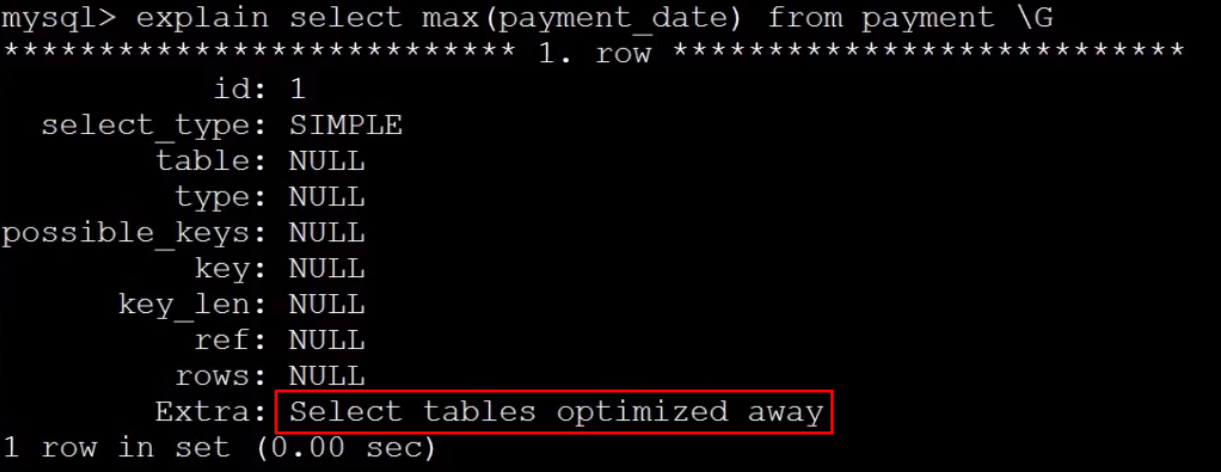 mysql> explain select max(payment_date) from payment \G
*************************** 1. row ***************************
id: 1
select_type: SIMPLE
table: NULL
type: NULL
possible_keys: NULL
key: NULL
key_len: NULL
ref: NULL
rows: NULL
Extra: Select tables optimized away
1 row in set (0.00 sec)